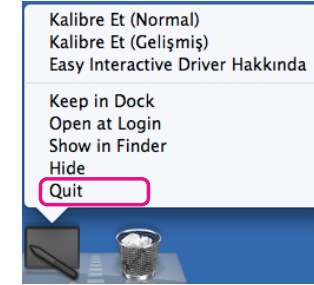 Kalibre Et (Normal)
Kalibre Et (Gelişmiş)
Easy Interactive Driver Hakkında
Keep in Dock
Open at Login
Show in Finder
Hide
Quit